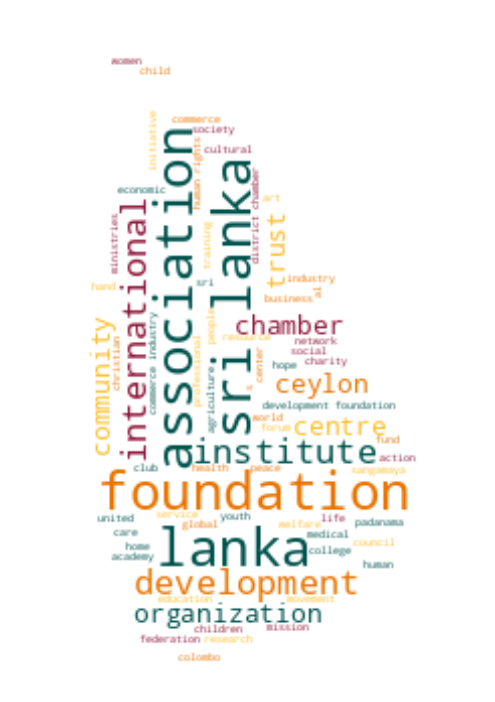 women
child
initiative
commerce
association
society
human rights
cultural
sri lanka
district chamber
economic
art
international
ministries
trust
training
industry
hand
sri
al
business
community
christian
commerce industry
professional
people
chamber
resource
network
social
center
charity
s
hope
agriculture
ceylon
development foundation
world
forum
centre
fund
institute
action
club
health
peace
sangamaya
foundation
united
service
global
youth
welfare
life
padanama
care
medical
home
lanka
council
academy
college
human
development
education
movement
organization
children
mission
federation
research
colombo